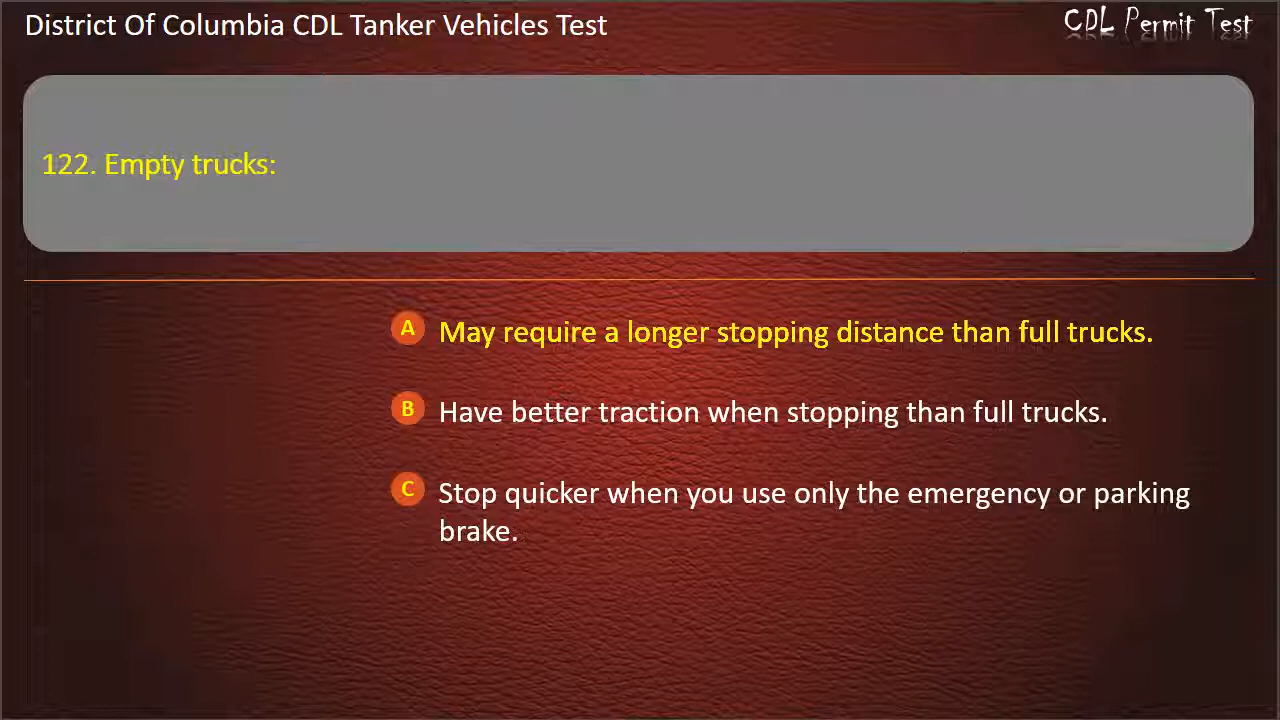 District Of Columbia CDL Tanker Vehicles Test
CDL Permit Test
122. Empty trucks:
A May require a longer stopping distance than full trucks.
B Have better traction when stopping than full trucks.
C Stop quicker when you use only the emergency or parking
brake.